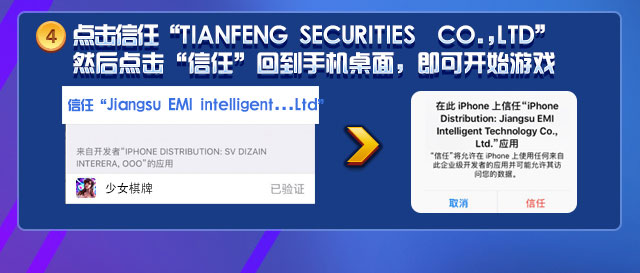 4
点击信任“TIANFENG SECURITIES CO.,LTD”
然后点击“信任”回到手机桌面，即可开始游戏
信任 “Jiangsu EMI intelligent...Ltd"
来自开发者“IPHONE DISTRIBUTION: SV DIZAIN
INTERERA, OOO”的应用
少女棋牌
已验证
在此 iPhone 上信任“iPhone
Distribution: Jiangsu EMI
Intelligent Technology Co.,
Ltd.”应用
“信任”将允许在 iPhone 上使用任何来自
此企业级开发者的应用并可能允许其访
问您的数据。
取消
信任